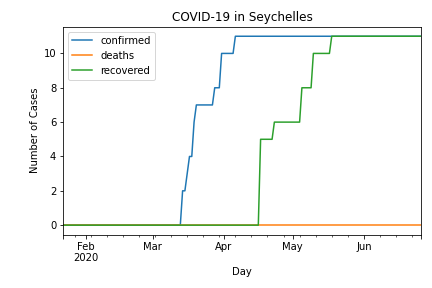 COVID-19 in Seychelles
confirmed
deaths
recovered
Number of Cases
10
8
6
4
2
0
Feb
2020
Mar
Apr
May
Jun
Day